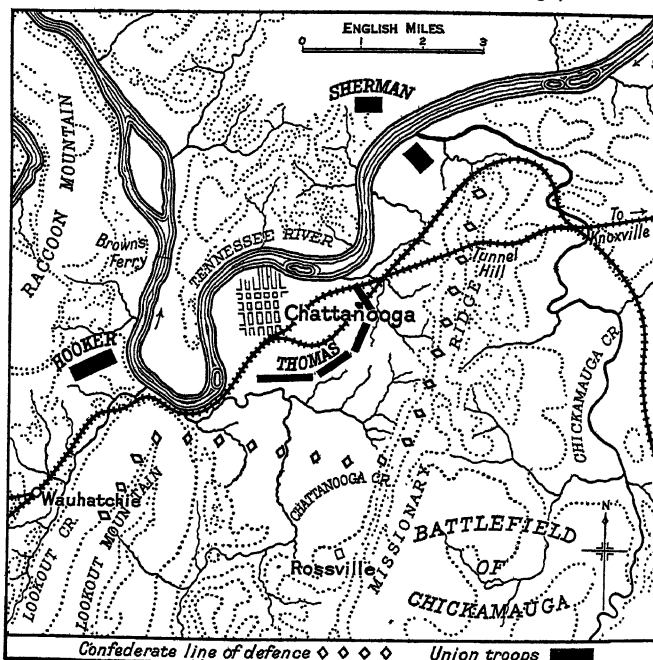 ENGLISH MILES
0 1 2 3
SHERMAN
RACCOON MOUNTAIN
Brown's Ferry
TENNESSEE RIVER
To Knoxville
Tunnel Hill
Chattanooga
HOOKER
THOMAS
MISSIONARY RIDGE
CHICKAMAUGA CR.
Wauhatchie
LOOKOUT CR.
LOOKOUT MOUNTAIN
CHATTANOOGA CR.
Rossville
N
BATTLEFIELD
OF
CHICKAMAUGA
Confederate line of defence Union troops